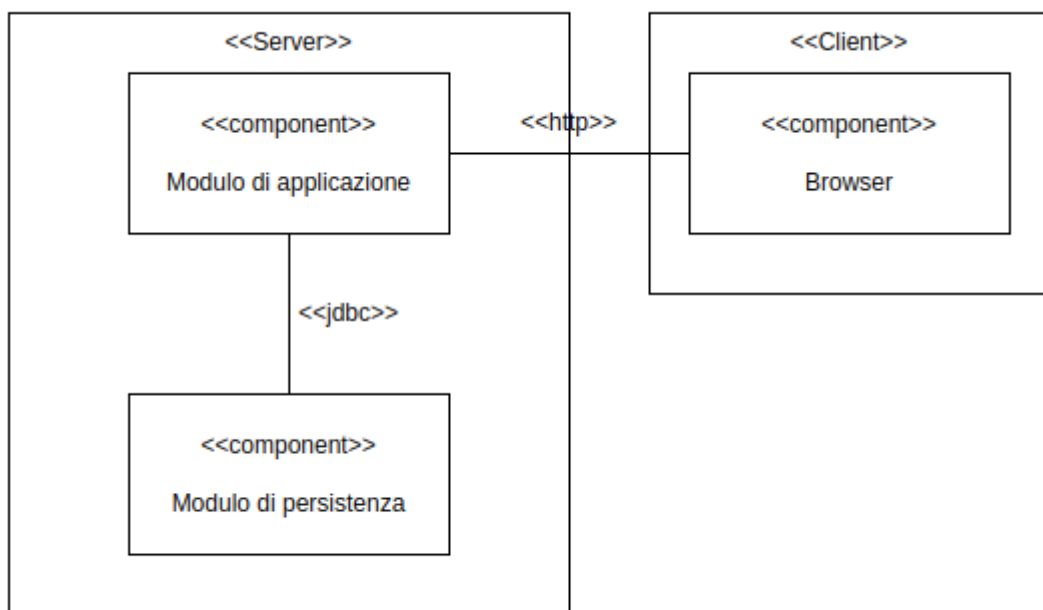 <<Server>>
<<component>>
Modulo di applicazione
<<http>>
<<Client>>
<<component>>
Browser
<<jdbc>>
<<component>>
Modulo di persistenza